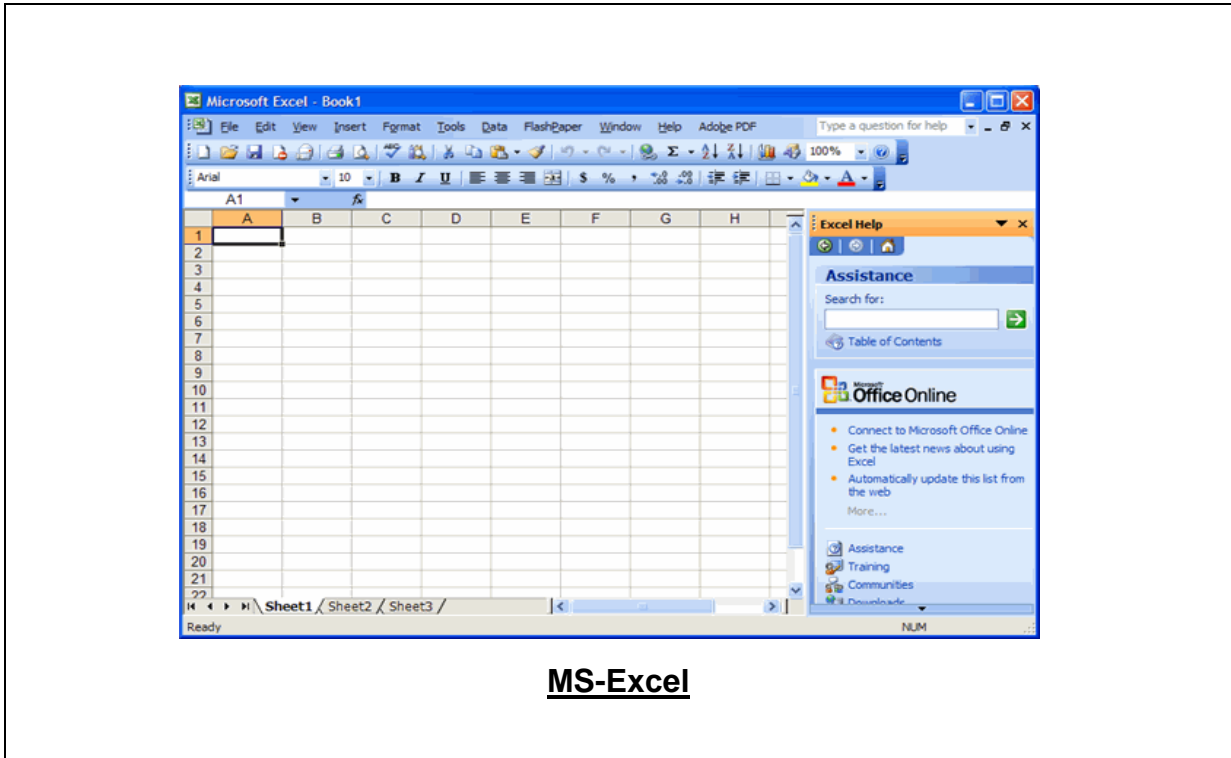 Microsoft Excel - Book1
File Edit View Insert Format Tools Data FlashPaper Window Help Adobe PDF Type a question for help
100%
Arial 10 B I U $ % ,
A1 fx
A B C D E F G H
Excel Help
1
2
3
4
5
6
7
8
9
10
11
12
13
14
15
16
17
18
19
20
21
22
Assistance
Search for:
Table of Contents
Microsoft
Office Online
Connect to Microsoft Office Online
Get the latest news about using
Excel
Automatically update this list from
the web
More...
Assistance
Training
Communities
Downloads
Sheet1 Sheet2 Sheet3
Ready NUM
MS-Excel